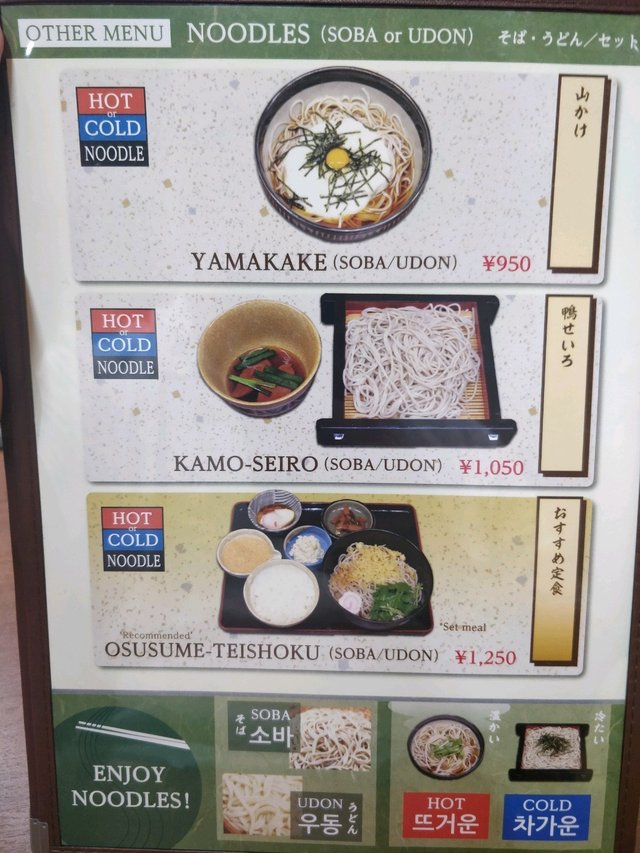 OTHER MENU NOODLES (SOBA or UDON) そば・うどん／セット
HOT
or
COLD
NOODLE
山かけ
YAMAKAKE (SOBA/UDON) ¥950
HOT
or
COLD
NOODLE
鴨せいろ
KAMO-SEIRO (SOBA/UDON) ¥1,050
HOT
or
COLD
NOODLE
おすすめ定食
'Recommended'
*Set meal
OSUSUME-TEISHOKU (SOBA/UDON) ¥1,250
ENJOY
NOODLES!
SOBA
そば
소바
UDON
うどん
우동
温かい
HOT
뜨거운
冷たい
COLD
차가운